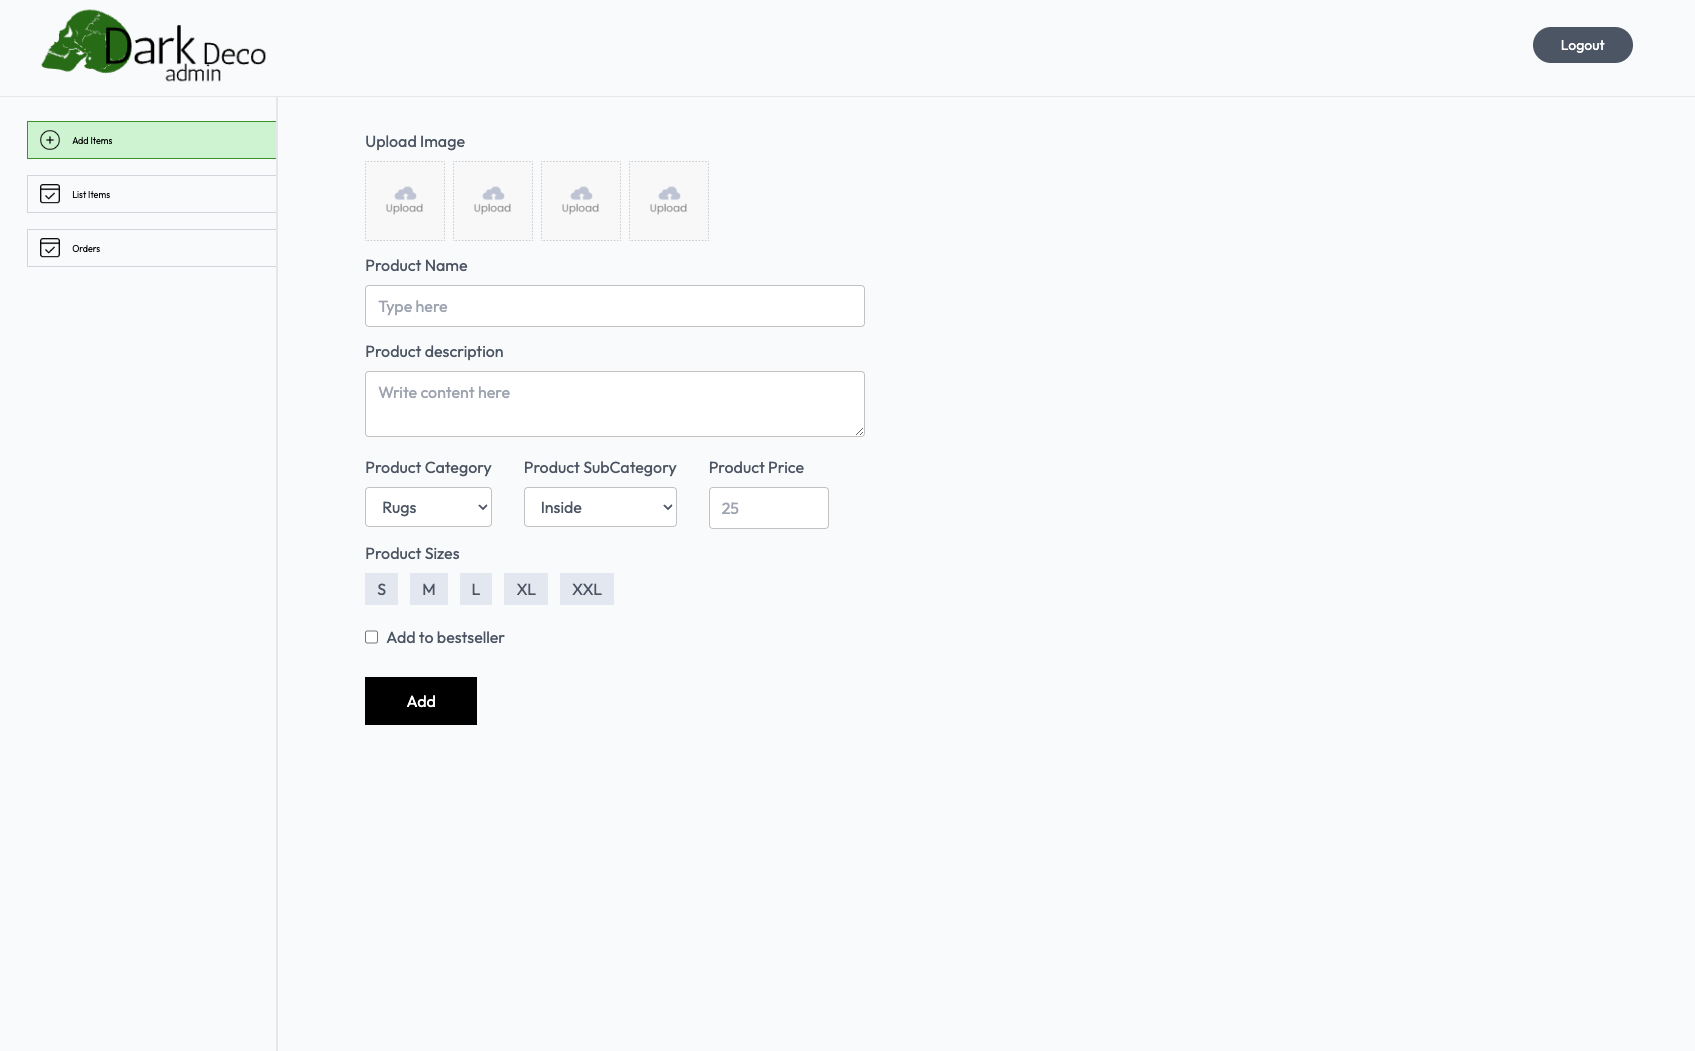 Dark Deco
admin
Logout
Add Items
List Items
Orders
Upload Image
Upload Upload Upload Upload
Product Name
Type here
Product description
Write content here
Product Category Product SubCategory Product Price
Rugs Inside 25
Product Sizes
S M L XL XXL
Add to bestseller
Add